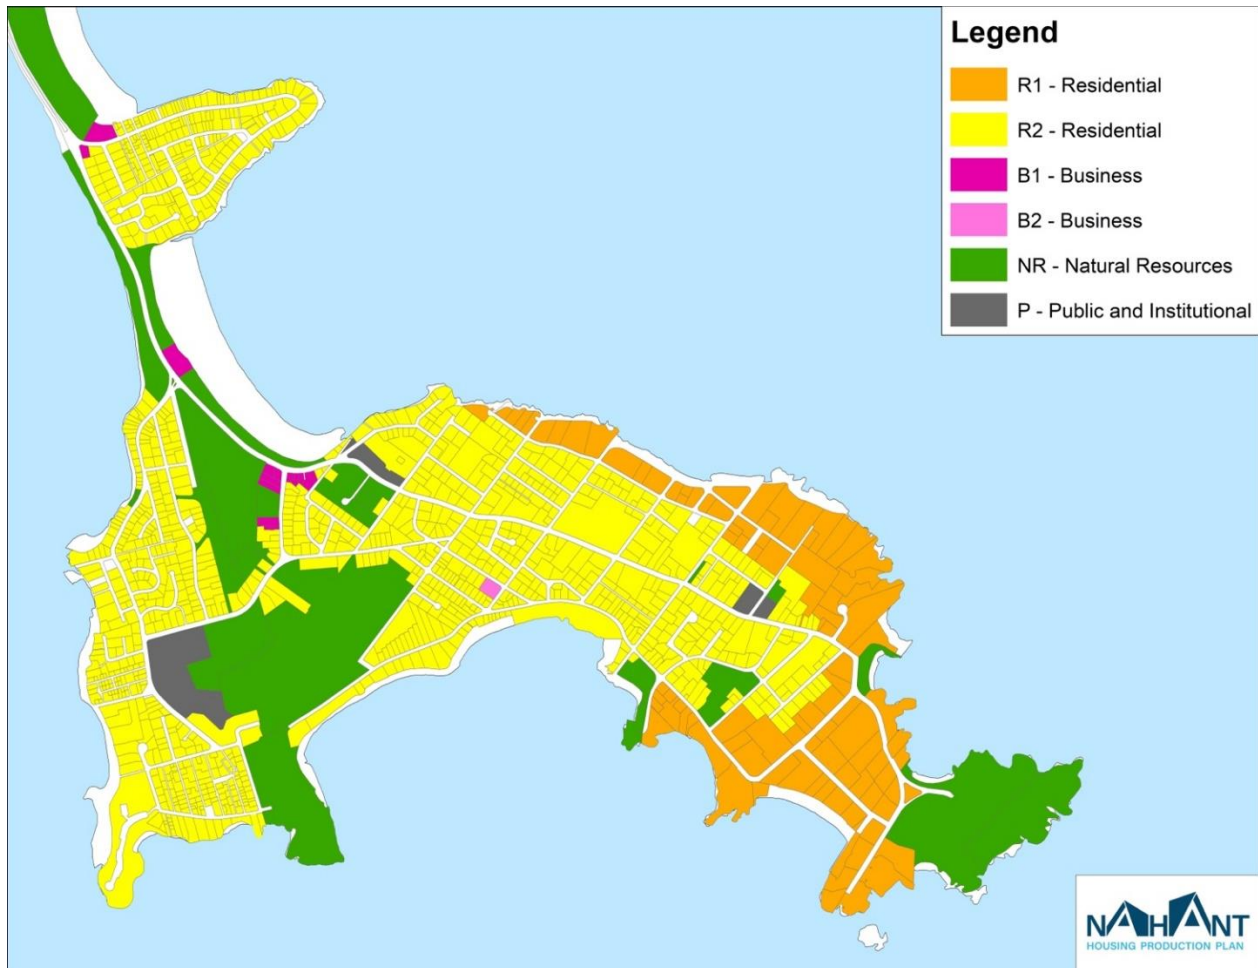 Legend
R1 - Residential
R2 - Residential
B1 - Business
B2 - Business
NR - Natural Resources
P - Public and Institutional
NAHANT
HOUSING PRODUCTION PLAN